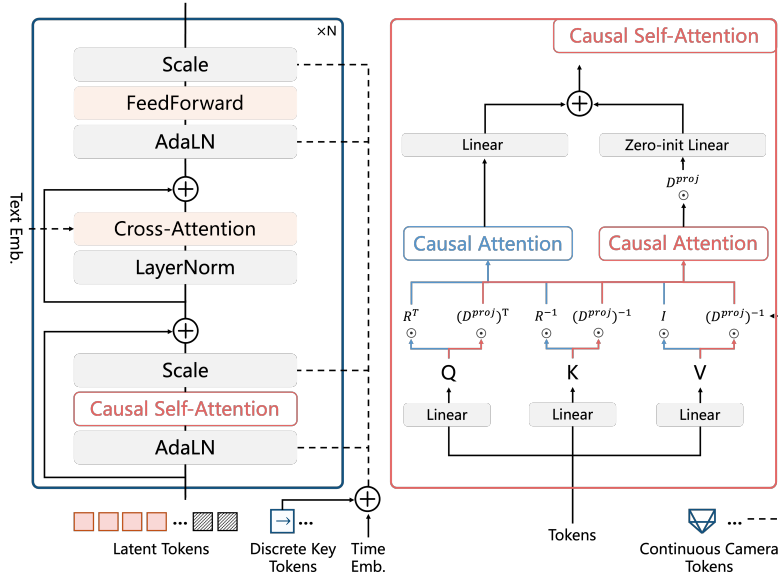 ×N
Scale
FeedForward
AdaLN
Text Emb.
Cross-Attention
LayerNorm
Scale
Causal Self-Attention
AdaLN
...
...
Latent Tokens
Discrete Key
Tokens
Time
Emb.
Causal Self-Attention
Linear
Zero-init Linear
D^{proj}
⊙
Causal Attention
Causal Attention
R^T
(D^{proj})^T
R^{-1}
(D^{proj})^{-1}
I
(D^{proj})^{-1}
⊙
⊙
⊙
⊙
⊙
⊙
Q
K
V
Linear
Linear
Linear
Tokens
...
Continuous Camera
Tokens